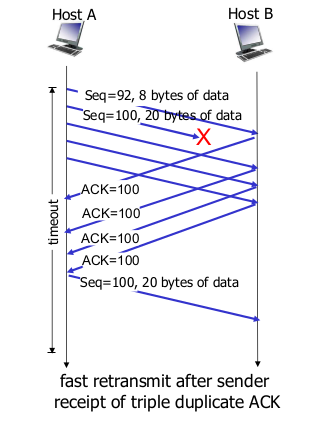 Host A
Host B
Seq=92, 8 bytes of data
Seq=100, 20 bytes of data
X
timeout
ACK=100
ACK=100
ACK=100
ACK=100
Seq=100, 20 bytes of data
fast retransmit after sender
receipt of triple duplicate ACK